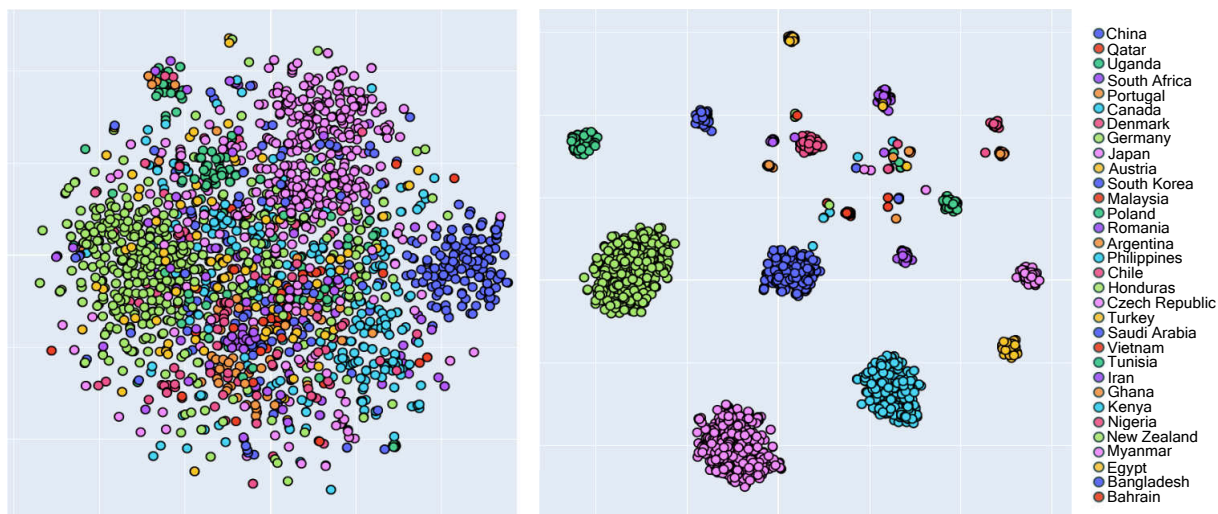 China
Qatar
Uganda
South Africa
Portugal
Canada
Denmark
Germany
Japan
Austria
South Korea
Malaysia
Poland
Romania
Argentina
Philippines
Chile
Honduras
Czech Republic
Turkey
Saudi Arabia
Vietnam
Tunisia
Iran
Ghana
Kenya
Nigeria
New Zealand
Myanmar
Egypt
Bangladesh
Bahrain